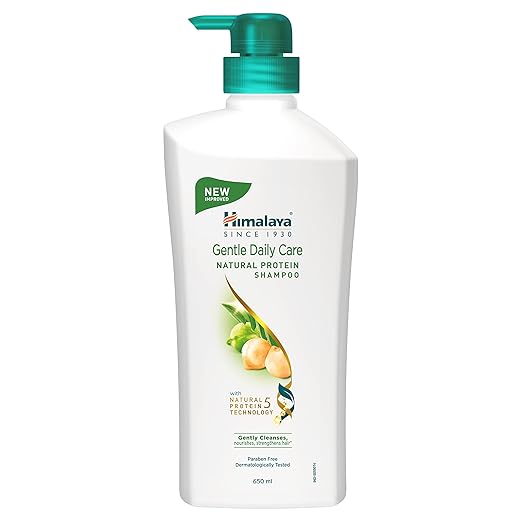 NEW
IMPROVED
Himalaya®
SINCE 1930
Gentle Daily Care
NATURAL PROTEIN
SHAMPOO
with
NATURAL
PROTEIN 5
TECHNOLOGY
Gently Cleanses,
nourishes, strengthens hair*
Paraben Free
Dermatologically Tested
650 ml